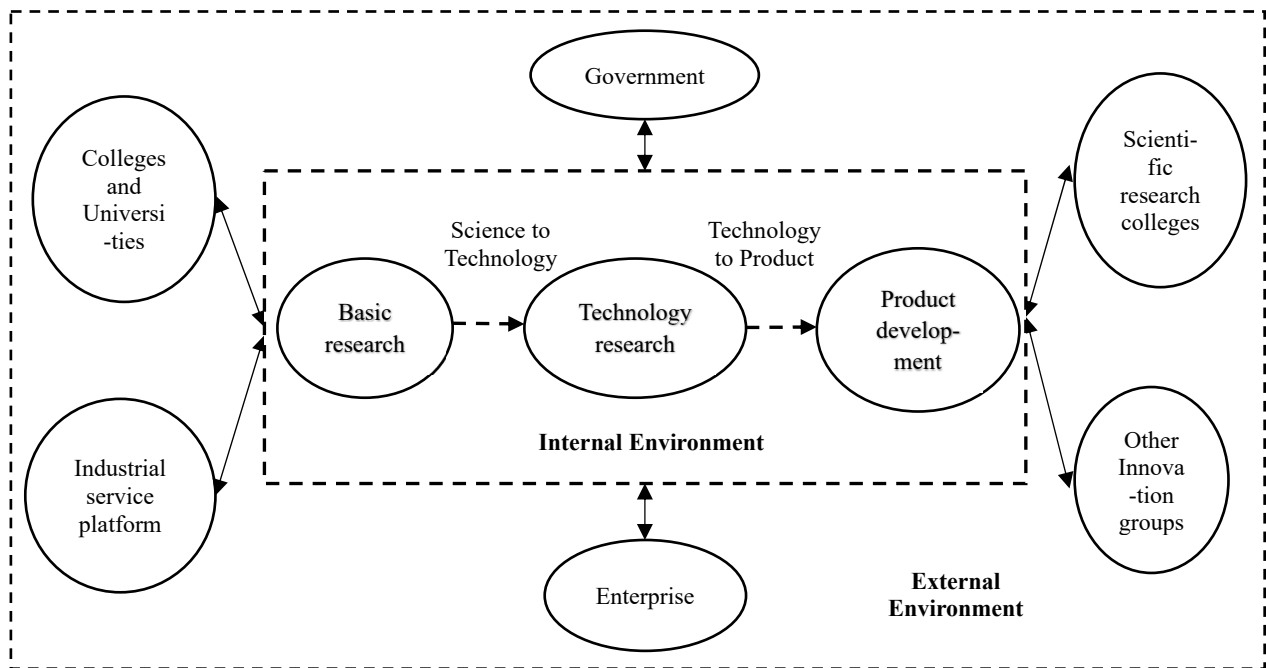 Government
Colleges
and
Universi
-ties
Scienti-
fic
research
colleges
Science to
Technology
Technology
to Product
Basic
research
Technology
research
Product
develop-
ment
Internal Environment
Industrial
service
platform
Other
Innova
-tion
groups
Enterprise
External
Environment